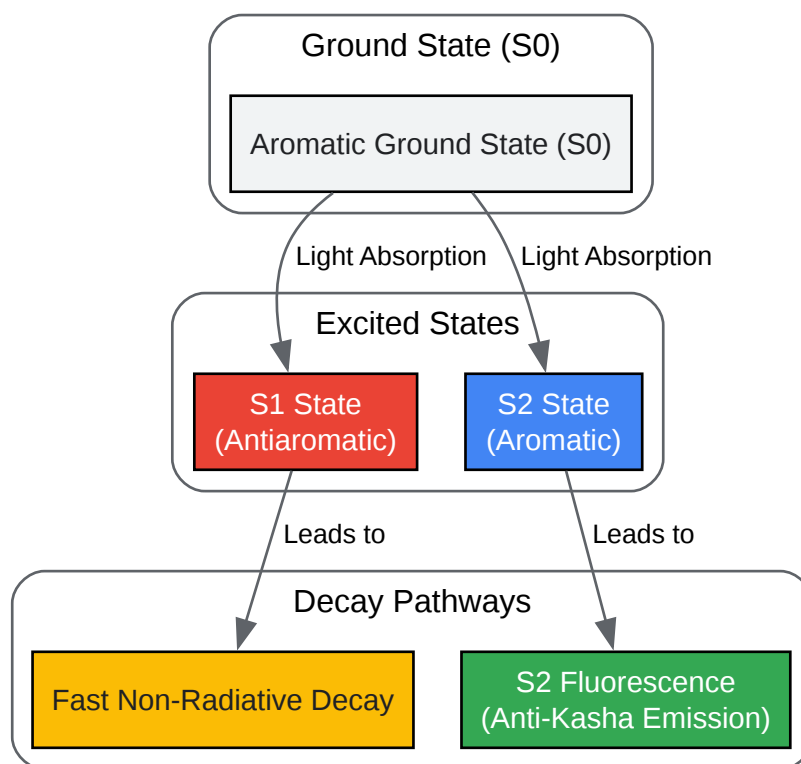 Ground State (S0)
Aromatic Ground State (S0)
Light Absorption
Light Absorption
Excited States
S1 State
(Antiaromatic)
S2 State
(Aromatic)
Leads to
Leads to
Decay Pathways
Fast Non-Radiative Decay
S2 Fluorescence
(Anti-Kasha Emission)